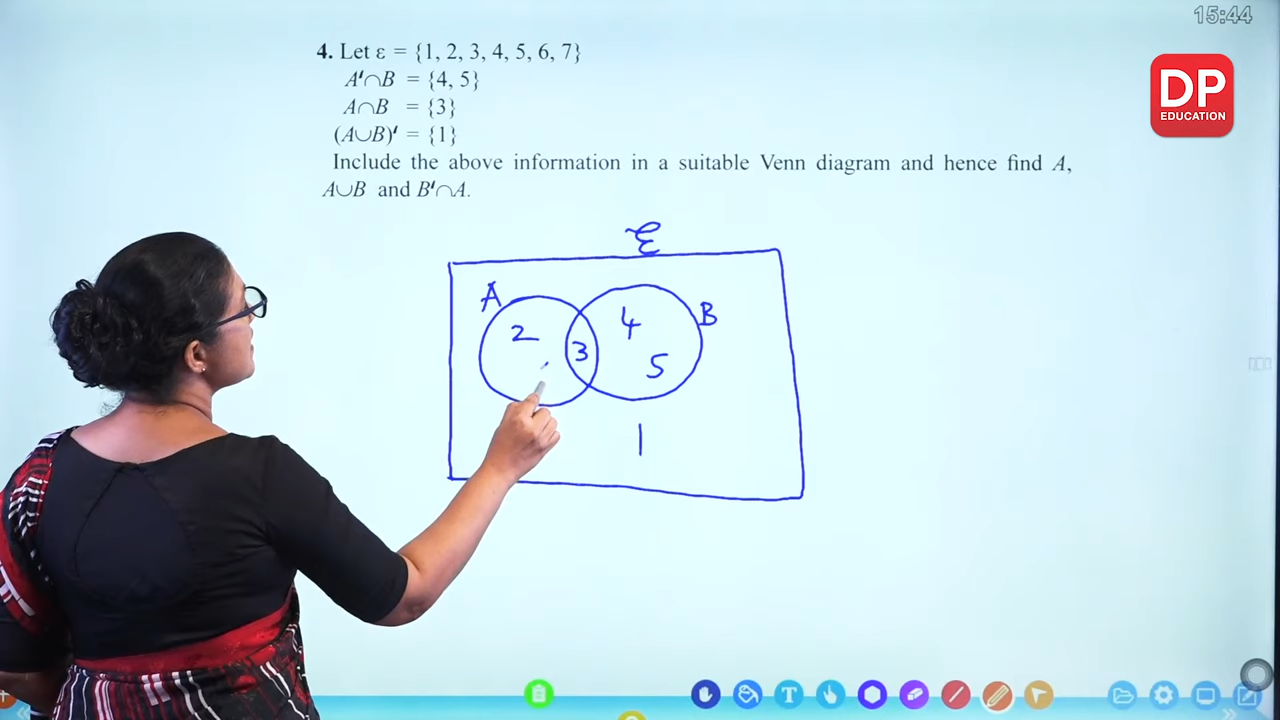 15:44
4. Let ε = {1, 2, 3, 4, 5, 6, 7}
A′∩B = {4, 5}
A∩B = {3}
(A∪B)′ = {1}
Include the above information in a suitable Venn diagram and hence find A,
A∪B and B′∩A.
DP
EDUCATION
ℰ
A
B
2
3
4
5
1
T